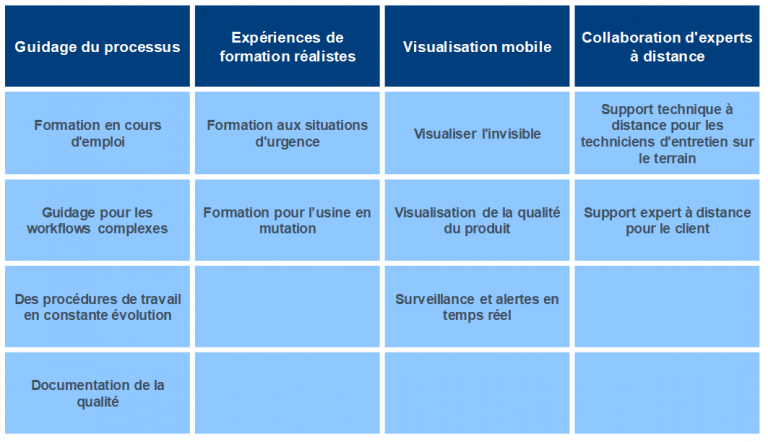 Guidage du processus
Expériences de
formation réalistes
Visualisation mobile
Collaboration d'experts
à distance
Formation en cours
d'emploi
Formation aux situations
d'urgence
Visualiser l'invisible
Support technique à
distance pour les
techniciens d'entretien sur
le terrain
Guidage pour les
workflows complexes
Formation pour l'usine en
mutation
Visualisation de la qualité
du produit
Support expert à distance
pour le client
Des procédures de travail
en constante évolution
Surveillance et alertes en
temps réel
Documentation de la
qualité